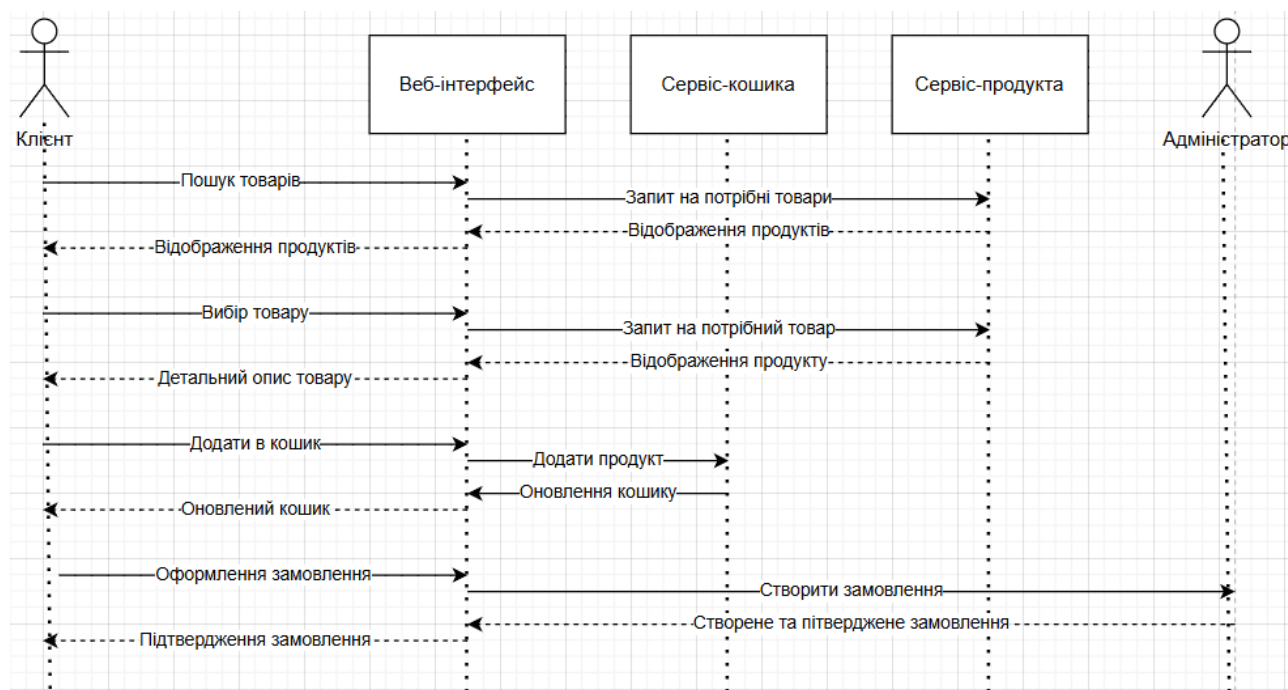 Клієнт
Веб-інтерфейс
Сервіс-кошика
Сервіс-продукта
Адміністратор
Пошук товарів
Запит на потрібні товари
Відображення продуктів
Відображення продуктів
Вибір товару
Запит на потрібний товар
Відображення продукту
Детальний опис товару
Додати в кошик
Додати продукт
Оновлення кошику
Оновлений кошик
Оформлення замовлення
Створити замовлення
Створене та пітверджене замовлення
Підтвердження замовлення